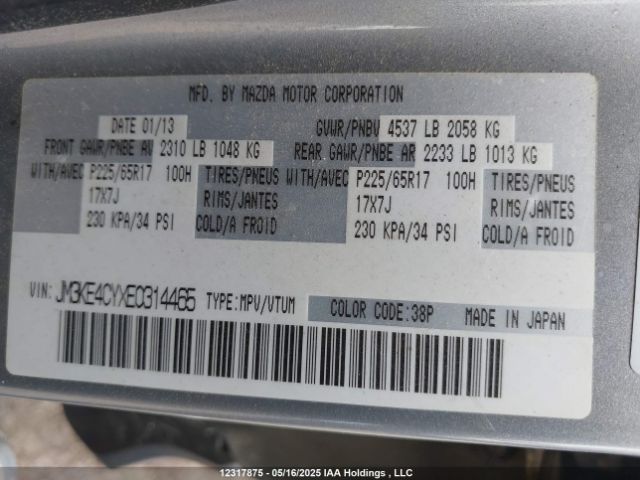 MFD. BY MAZDA MOTOR CORPORATION
DATE 01/13 GVWR/PNBV 4537 LB 2058 KG
FRONT GAWR/PNBE AV 2310 LB 1048 KG REAR GAWR/PNBE AR 2233 LB 1013 KG
WITH/AVEC P225/65R17 100H TIRES/PNEUS WITH/AVEC P225/65R17 100H TIRES/PNEUS
17X7J RIMS/JANTES 17X7J RIMS/JANTES
230 KPA/34 PSI COLD/A FROID 230 KPA/34 PSI COLD/A FROID
VIN: JM3KE4CYXE0314465 TYPE:MPV/VTUM COLOR CODE:38P MADE IN JAPAN
12317875 - 05/16/2025 IAA Holdings , LLC